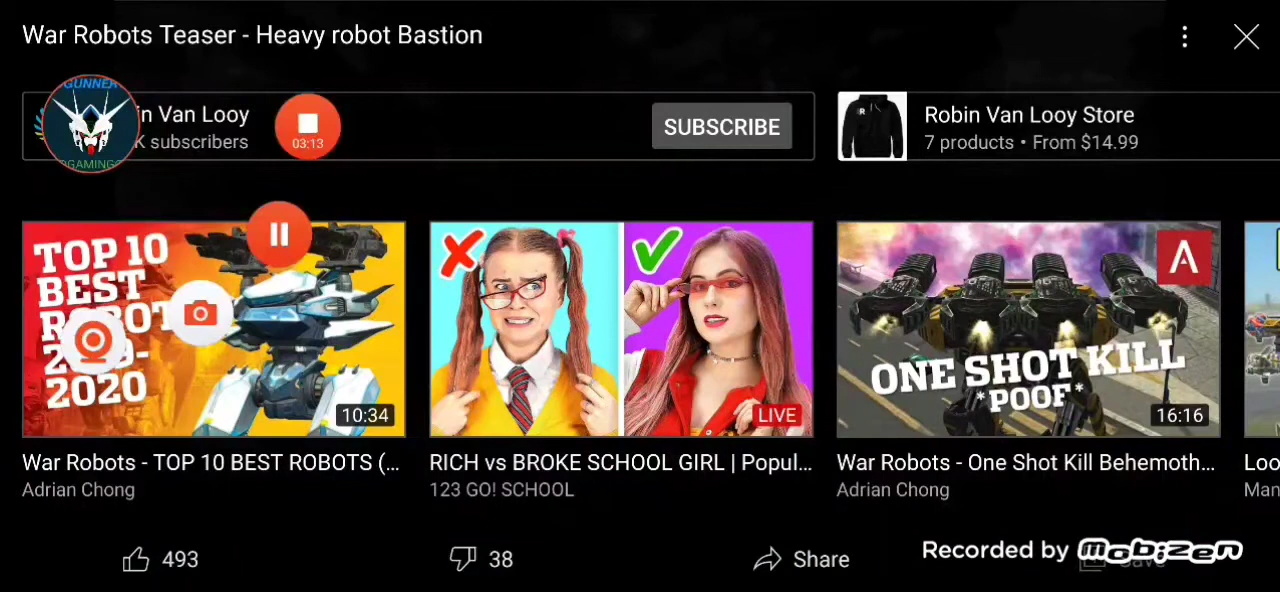 War Robots Teaser - Heavy robot Bastion
GUNNER
GAMING
n Van Looy
K subscribers
03:13
SUBSCRIBE
Robin Van Looy Store
7 products • From $14.99
TOP 10
BEST
2020
10:34
LIVE
A
ONE SHOT KILL
*POOF*
16:16
War Robots - TOP 10 BEST ROBOTS (...
Adrian Chong
RICH vs BROKE SCHOOL GIRL | Popul...
123 GO! SCHOOL
War Robots - One Shot Kill Behemoth...
Adrian Chong
Loo
Man
493
38
Share
Recorded by mobizen